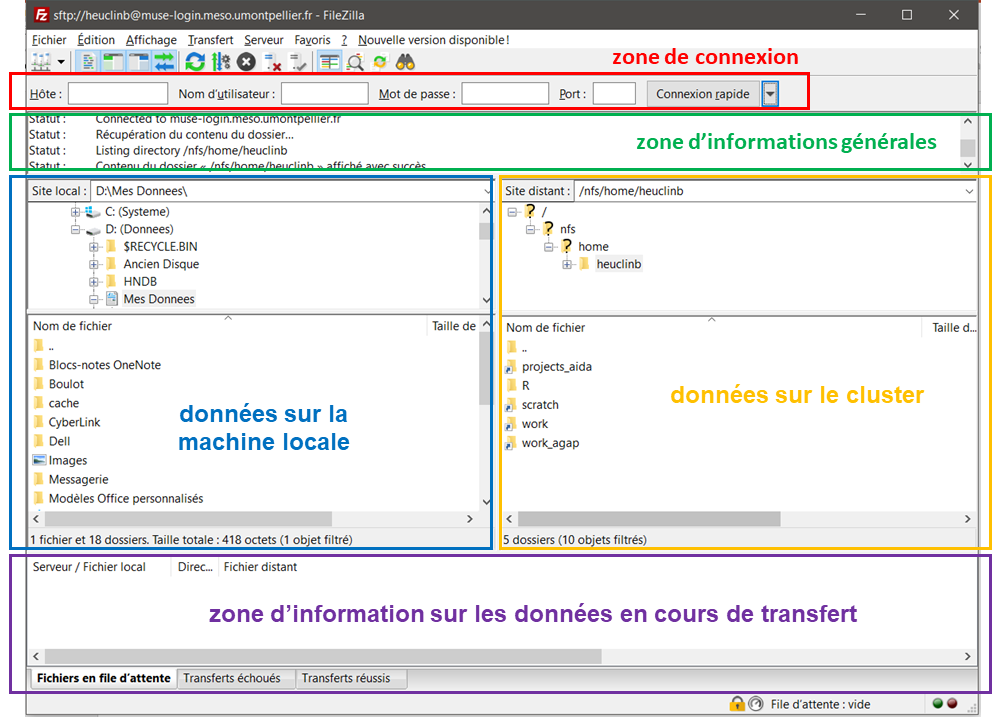 sftp://heuclinb@muse-login.meso.umontpellier.fr - FileZilla
Fichier Édition Affichage Transfert Serveur Favoris ? Nouvelle version disponible !
zone de connexion
Hôte : Nom d'utilisateur : Mot de passe : Port : Connexion rapide
Statut : Connected to muse-login.meso.umontpellier.fr
Statut : Récupération du contenu du dossier...
Statut : Listing directory /nfs/home/heuclinb
Statut : Contenu du dossier « /nfs/home/heuclinb » affiché avec succès
zone d'informations générales
Site local : D:\Mes Donnees\
C: (Systeme)
D: (Donnees)
$RECYCLE.BIN
Ancien Disque
HNDB
Mes Donnees
Nom de fichier Taille de
..
Blocs-notes OneNote
Boulot
cache
CyberLink
Dell
Images
Messagerie
Modèles Office personnalisés
données sur la
machine locale
1 fichier et 18 dossiers. Taille totale : 418 octets (1 objet filtré)
Site distant : /nfs/home/heuclinb
/
nfs
home
heuclinb
Nom de fichier Taille d...
..
projects_aida
R
scratch
work
work_agap
données sur le cluster
5 dossiers (10 objets filtrés)
Serveur / Fichier local Direc... Fichier distant
zone d'information sur les données en cours de transfert
Fichiers en file d'attente Transferts échoués Transferts réussis
File d'attente : vide